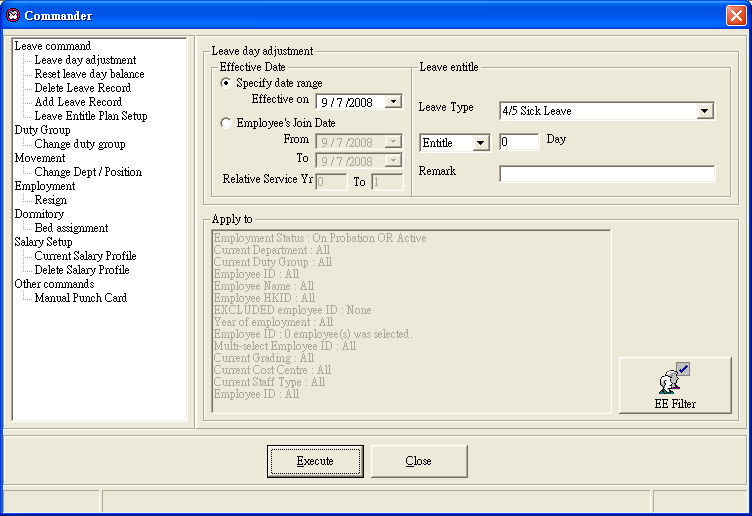 Commander
Leave command
Leave day adjustment
Reset leave day balance
Delete Leave Record
Add Leave Record
Leave Entitle Plan Setup
Duty Group
Change duty group
Movement
Change Dept / Position
Employment
Resign
Dormitory
Bed assignment
Salary Setup
Current Salary Profile
Delete Salary Profile
Other commands
Manual Punch Card
Leave day adjustment
Effective Date
Specify date range
Effective on 9 / 7 /2008
Employee's Join Date
From 9 / 7 /2008
To 9 / 7 /2008
Relative Service Yr 0 To 1
Leave entitle
Leave Type 4/5 Sick Leave
Entitle 0 Day
Remark
Apply to
Employment Status : On Probation OR Active
Current Department : All
Current Duty Group : All
Employee ID : All
Employee Name : All
Employee HKID : All
EXCLUDED employee ID : None
Year of employment : All
Employee ID : 0 employee(s) was selected.
Multi-select Employee ID : All
Current Grading : All
Current Cost Centre : All
Current Staff Type : All
Employee ID : All
EE Filter
Execute
Close